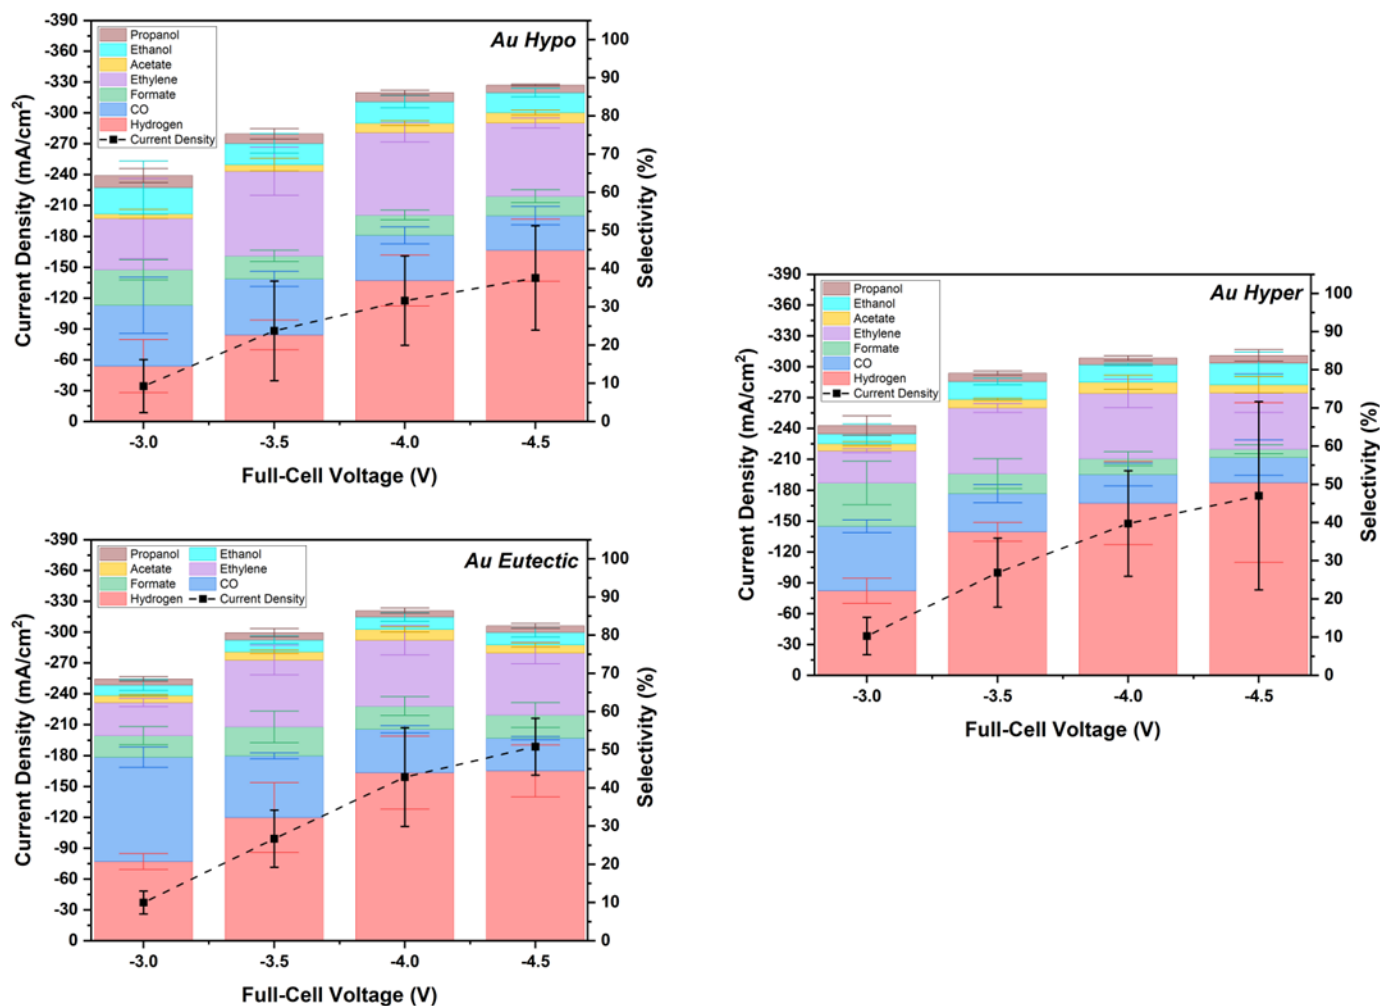 Au Hypo
Propanol
Ethanol
Acetate
Ethylene
Formate
CO
Hydrogen
Current Density
Current Density (mA/cm²)
-390
-360
-330
-300
-270
-240
-210
-180
-150
-120
-90
-60
-30
0
100
90
80
70
60
50
40
30
20
10
0
Selectivity (%)
-3.0 -3.5 -4.0 -4.5
Full-Cell Voltage (V)
Au Hyper
Propanol
Ethanol
Acetate
Ethylene
Formate
CO
Hydrogen
Current Density
Current Density (mA/cm²)
-390
-360
-330
-300
-270
-240
-210
-180
-150
-120
-90
-60
-30
0
100
90
80
70
60
50
40
30
20
10
0
Selectivity (%)
-3.0 -3.5 -4.0 -4.5
Full-Cell Voltage (V)
Au Eutectic
Propanol Ethanol
Acetate Ethylene
Formate CO
Hydrogen Current Density
Current Density (mA/cm²)
-390
-360
-330
-300
-270
-240
-210
-180
-150
-120
-90
-60
-30
0
100
90
80
70
60
50
40
30
20
10
0
Selectivity (%)
-3.0 -3.5 -4.0 -4.5
Full-Cell Voltage (V)